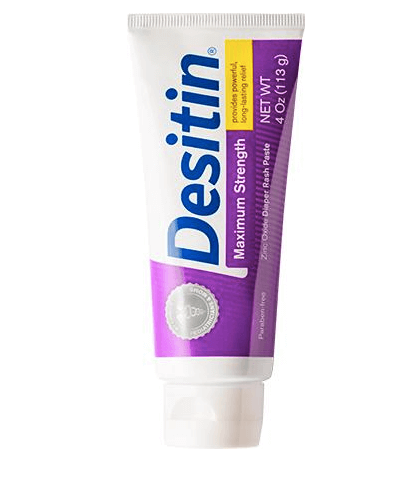 Desitin®
provides powerful,
long-lasting relief
Maximum Strength
NET WT
4 Oz (113 g)
Zinc Oxide Diaper Rash Paste
Paraben free